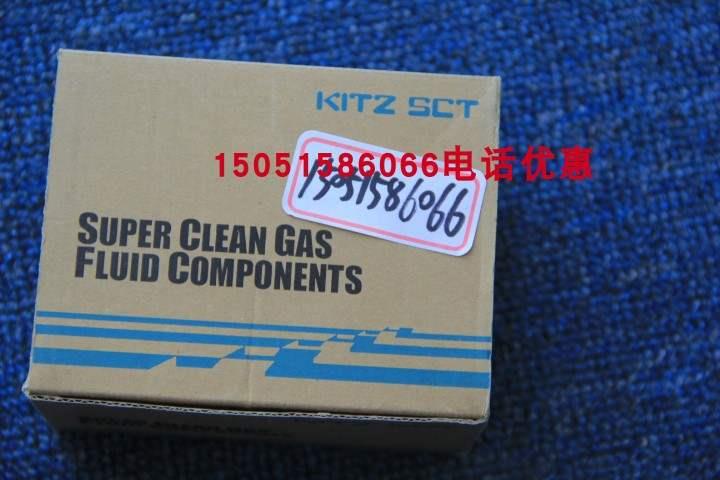 KITZ SCT
15051586066电话优惠
15051586066
SUPER CLEAN GAS
FLUID COMPONENTS